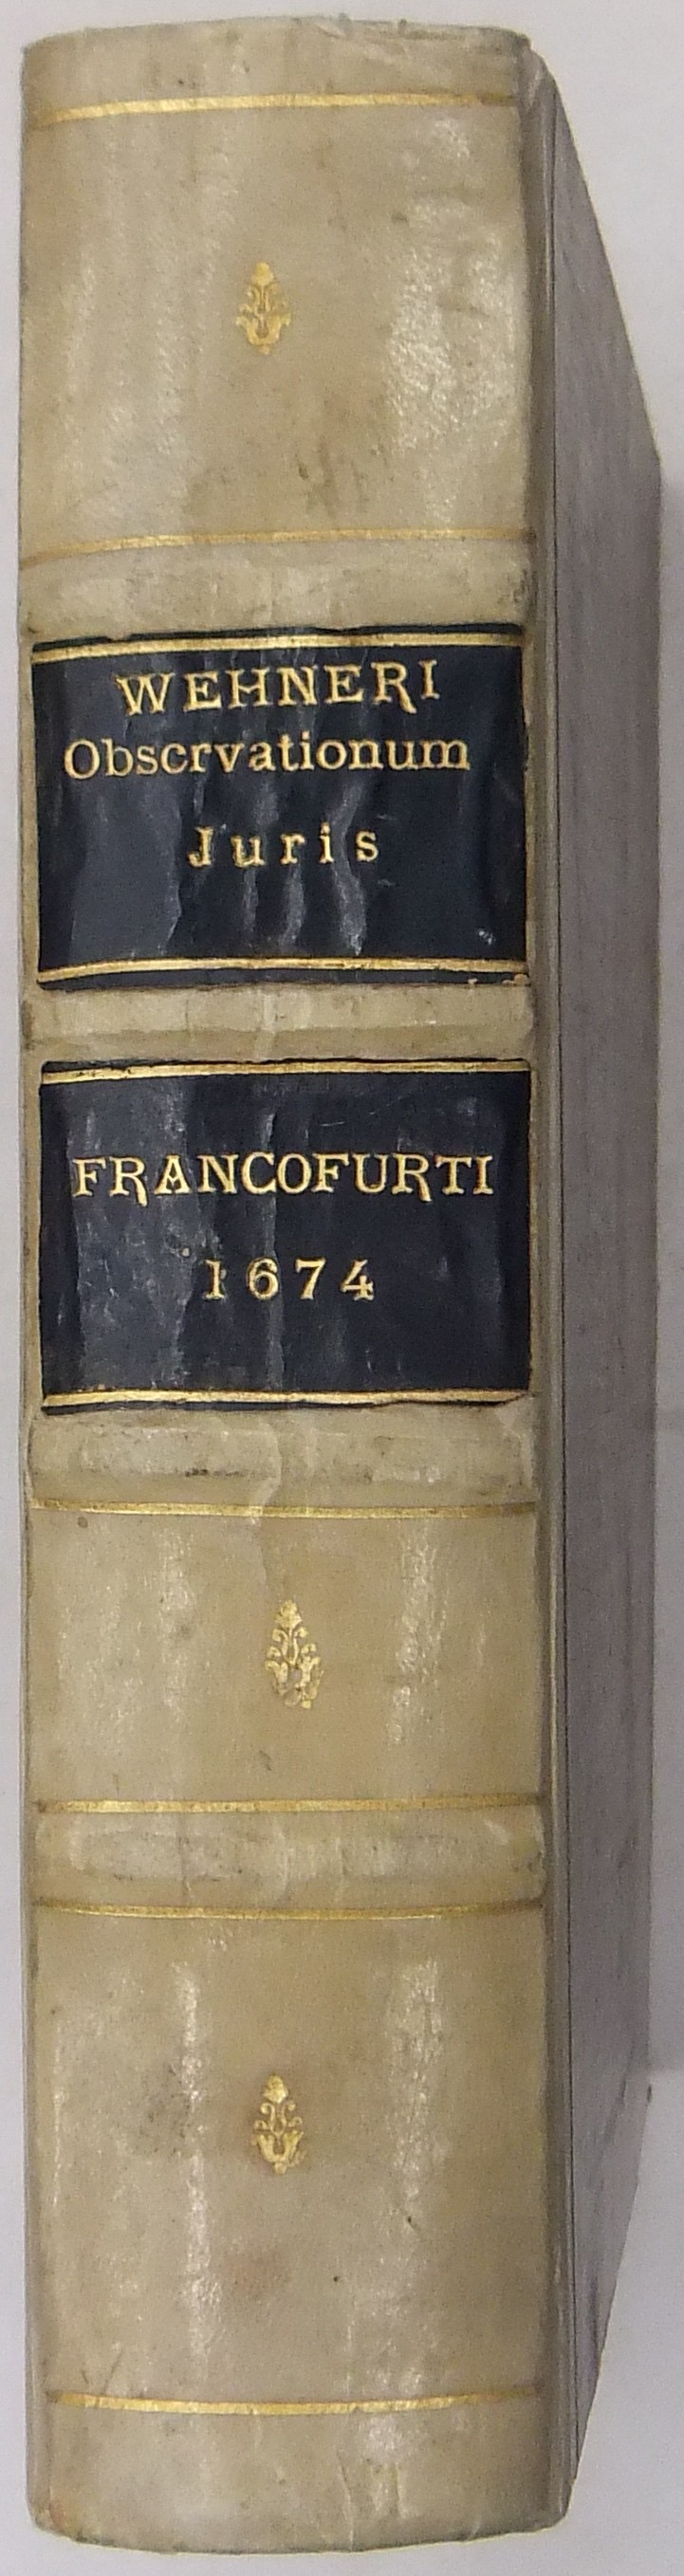 WEHNERI
Observationum
Juris
FRANCOFURTI
1674